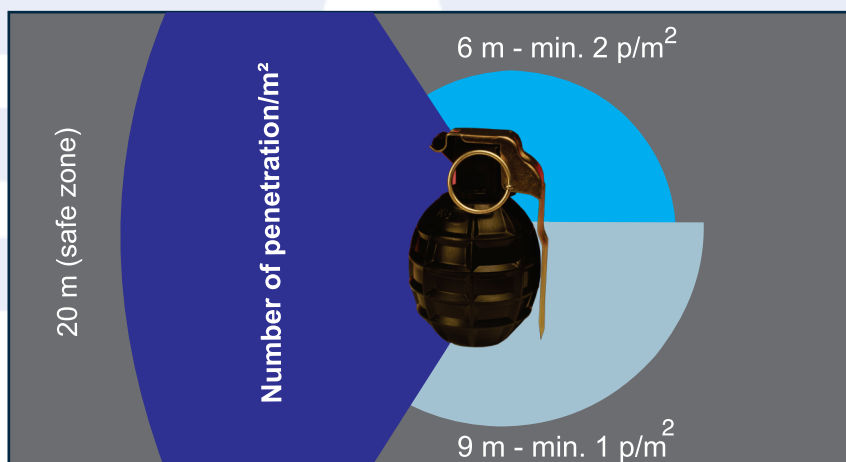 6 m - min. 2 p/m²
Number of penetration/m²
20 m (safe zone)
9 m - min. 1 p/m²